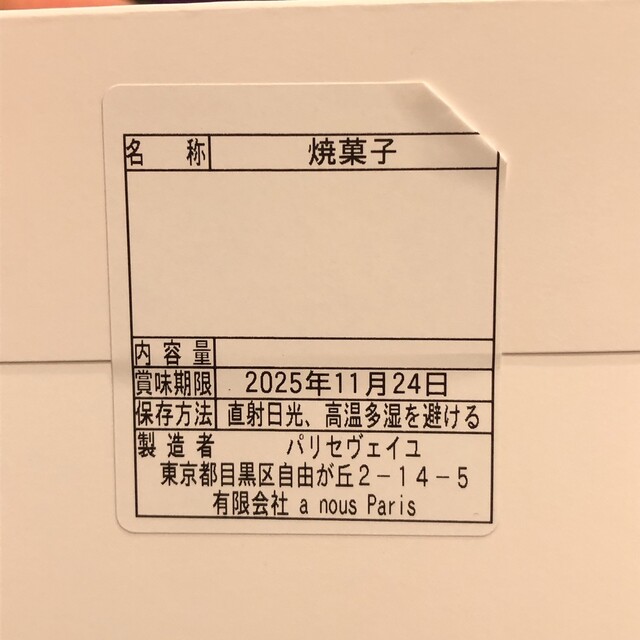 名 称 焼菓子
内容量
賞味期限 2025年11月24日
保存方法 直射日光、高温多湿を避ける
製造者 パリセヴェイユ
東京都目黒区自由が丘2-14-5
有限会社 a nous Paris